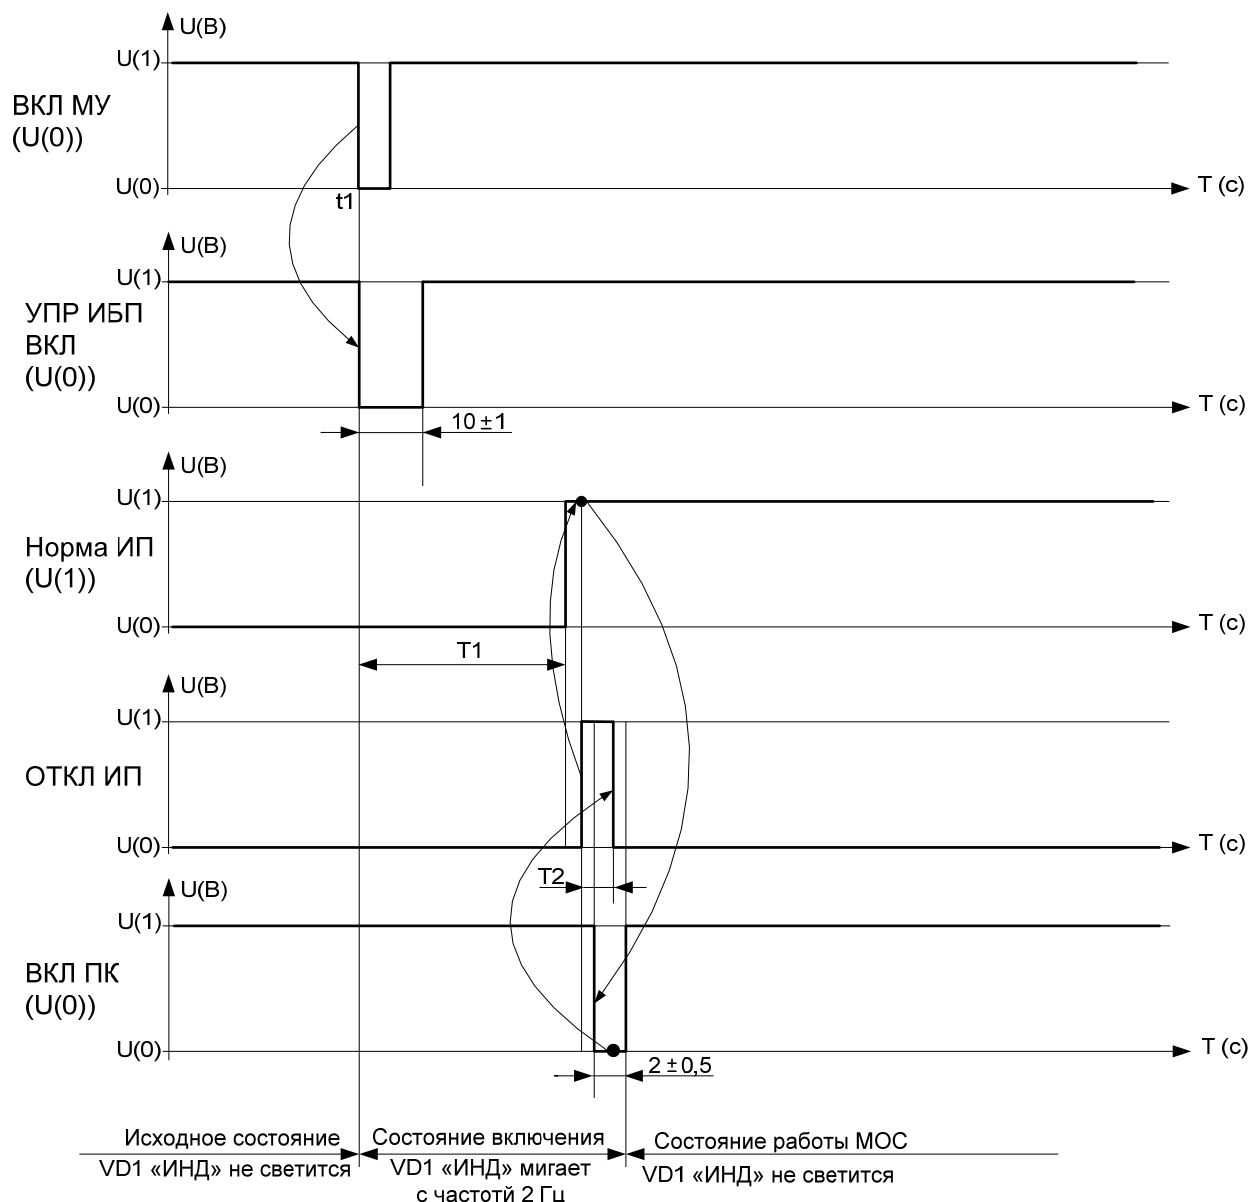 U(В)
U(1)
ВКЛ МУ
(U(0))
U(0)
t1
T (с)
U(В)
U(1)
УПР ИБП
ВКЛ
(U(0))
U(0)
T (с)
10±1
U(В)
U(1)
Норма ИП
(U(1))
U(0)
T (с)
T1
U(В)
U(1)
ОТКЛ ИП
U(0)
T (с)
T2
U(В)
U(1)
ВКЛ ПК
(U(0))
U(0)
T (с)
2±0,5
Исходное состояние
VD1 «ИНД» не светится
Состояние включения
VD1 «ИНД» мигает
с частотй 2 Гц
Состояние работы МОС
VD1 «ИНД» не светится